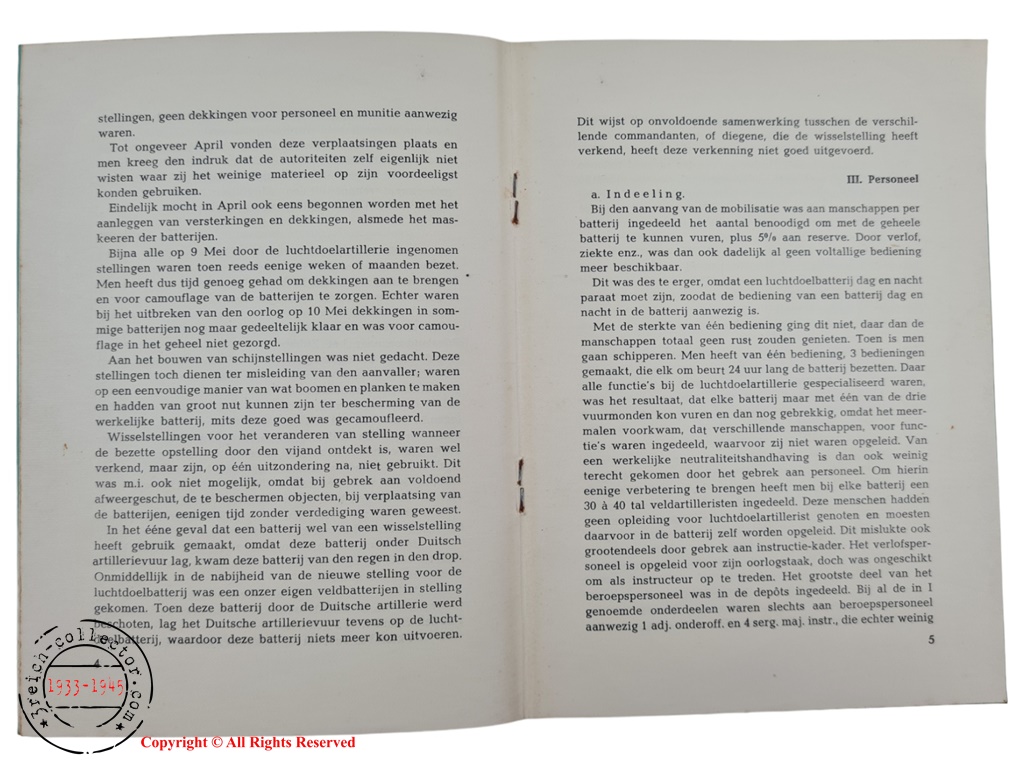 stellingen, geen dekkingen voor personeel en munitie aanwezig
waren.
Tot ongeveer April vonden deze verplaatsingen plaats en
men kreeg den indruk dat de autoriteiten zelf eigenlijk niet
wisten waar zij het weinige materieel op zijn voordeeligst
konden gebruiken.
Eindelijk mocht in April ook eens begonnen worden met het
aanleggen van versterkingen en dekkingen, alsmede het mas-
keeren der batterijen.
Bijna alle op 9 Mei door de luchtdoelartillerie ingenomen
stellingen waren toen reeds eenige weken of maanden bezet.
Men heeft dus tijd genoeg gehad om dekkingen aan te brengen
en voor camouflage van de batterijen te zorgen. Echter waren
bij het uitbreken van den oorlog op 10 Mei dekkingen in som-
mige batterijen nog maar gedeeltelijk klaar en was voor camou-
flage in het geheel niet gezorgd.
Aan het bouwen van schijnstellingen was niet gedacht. Deze
stellingen toch dienen ter misleiding van den aanvaller; waren
op een eenvoudige manier van wat boomen en planken te maken
en hadden van groot nut kunnen zijn ter bescherming van de
werkelijke batterij, mits deze goed was gecamoufleerd.
Wisselstellingen voor het veranderen van stelling wanneer
de bezette opstelling door den vijand ontdekt is, waren wel
verkend, maar zijn, op één uitzondering na, niet gebruikt. Dit
was m.i. ook niet mogelijk, omdat bij gebrek aan voldoend
afweergeschut, de te beschermen objecten, bij verplaatsing van
de batterijen, eenigen tijd zonder verdediging waren geweest.
In het ééne geval dat een batterij wel van een wisselstelling
heeft gebruik gemaakt, omdat deze batterij onder Duitsch
artillerievuur lag, kwam deze batterij van den regen in den drop.
Onmiddellijk in de nabijheid van de nieuwe stelling voor de
luchtdoelbatterij was een onzer eigen veldbatterijen in stelling
gekomen. Toen deze batterij door de Duitsche artillerie werd
beschoten, lag het Duitsche artillerievuur tevens op de lucht-
doelbatterij, waardoor deze batterij niets meer kon uitvoeren.
4
Dit wijst op onvoldoende samenwerking tusschen de verschil-
lende commandanten, of diegene, die de wisselstelling heeft
verkend, heeft deze verkenning niet goed uitgevoerd.
III. Personeel
a. Indeeling.
Bij den aanvang van de mobilisatie was aan manschappen per
batterij ingedeeld het aantal benoodigd om met de geheele
batterij te kunnen vuren, plus 5% aan reserve. Door verlof,
ziekte enz., was dan ook dadelijk al geen voltallige bediening
meer beschikbaar.
Dit was des te erger, omdat een luchtdoelbatterij dag en nacht
paraat moet zijn, zoodat de bediening van een batterij dag en
nacht in de batterij aanwezig is.
Met de sterkte van één bediening ging dit niet, daar dan de
manschappen totaal geen rust zouden genieten. Toen is men
gaan schipperen. Men heeft van één bediening, 3 bedieningen
gemaakt, die elk om beurt 24 uur lang de batterij bezetten. Daar
alle functie's bij de luchtdoelartillerie gespecialiseerd waren,
was het resultaat, dat elke batterij maar met één van de drie
vuurmonden kon vuren en dan nog gebrekkig, omdat het meer-
malen voorkwam, dat verschillende manschappen, voor func-
tie's waren ingedeeld, waarvoor zij niet waren opgeleid. Van
een werkelijke neutraliteitshandhaving is dan ook weinig
terecht gekomen door het gebrek aan personeel. Om hierin
eenige verbetering te brengen heeft men bij elke batterij een
30 à 40 tal veldartilleristen ingedeeld. Deze menschen hadden
geen opleiding voor luchtdoelartillerist genoten en moesten
daarvoor in de batterij zelf worden opgeleid. Dit mislukte ook
grootendeels door gebrek aan instructie-kader. Het verlofsper-
soneel is opgeleid voor zijn oorlogstaak, doch was ongeschikt
om als instructeur op te treden. Het grootste deel van het
beroepspersoneel was in de depôts ingedeeld. Bij al de in I
genoemde onderdeelen waren slechts aan beroepspersoneel
aanwezig 1 adj. onderoff. en 4 serg. maj. instr., die echter weinig
5
3reich-collector.com
1933-1945
Copyright © All Rights Reserved